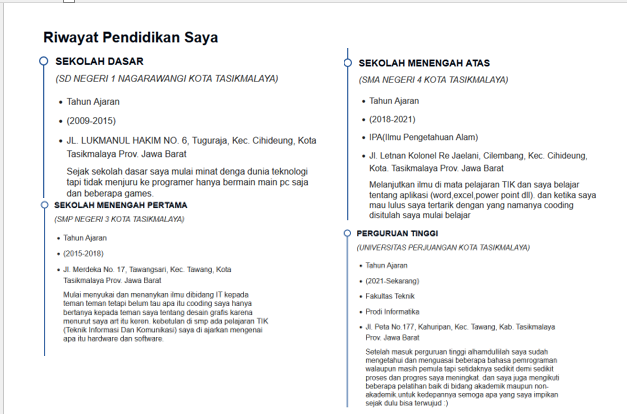 Riwayat Pendidikan Saya
SEKOLAH DASAR
(SD NEGERI 1 NAGARAWANGI KOTA TASIKMALAYA)
• Tahun Ajaran
• (2009-2015)
• JL. LUKMANUL HAKIM NO. 6, Tuguraja, Kec. Cihideung, Kota
Tasikmalaya Prov. Jawa Barat
Sejak sekolah dasar saya mulai minat denga dunia teknologi
tapi tidak menjuru ke programer hanya bermain main pc saja
dan beberapa games.
SEKOLAH MENENGAH PERTAMA
(SMP NEGERI 3 KOTA TASIKMALAYA)
• Tahun Ajaran
• (2015-2018)
• Jl. Merdeka No. 17, Tawangsari, Kec. Tawang, Kota
Tasikmalaya Prov. Jawa Barat
Mulai menyukai dan menanykan ilmu dibidang IT kepada
teman teman tetapi belum tau apa itu cooding saya hanya
bertanya kepada teman saya tentang desain grafis karena
menurut saya art itu keren. kebetulan di smp ada pelajaran TIK
(Teknik Informasi Dan Komunikasi) saya di ajarkan mengenai
apa itu hardware dan software.
SEKOLAH MENENGAH ATAS
(SMA NEGERI 4 KOTA TASIKMALAYA)
• Tahun Ajaran
• (2018-2021)
• IPA(Ilmu Pengetahuan Alam)
• Jl. Letnan Kolonel Re Jaelani, Cilembang, Kec. Cihideung,
Kota. Tasikmalaya Prov. Jawa Barat
Melanjutkan ilmu di mata pelajaran TIK dan saya belajar
tentang aplikasi (word,excel,power point dll). dan ketika saya
mau lulus saya tertarik dengan yang namanya cooding
disitulah saya mulai belajar
PERGURUAN TINGGI
(UNIVERSITAS PERJUANGAN KOTA TASIKMALAYA)
• Tahun Ajaran
• (2021-Sekarang)
• Fakultas Teknik
• Prodi Informatika
• Jl. Peta No.177, Kahuripan, Kec. Tawang, Kab. Tasikmalaya
Prov. Jawa Barat
Setelah masuk perguruan tinggi alhamdulilah saya sudah
mengetahui dan menguasai beberapa bahasa pemrograman
walaupun masih pemula tapi setidaknya sedikit demi sedikit
proses dan progres saya meningkat. dan saya juga mengikuti
beberapa pelatihan baik di bidang akademik maupun non-
akademik untuk kedepannya semoga apa yang saya impikan
sejak dulu bisa terwujud :)